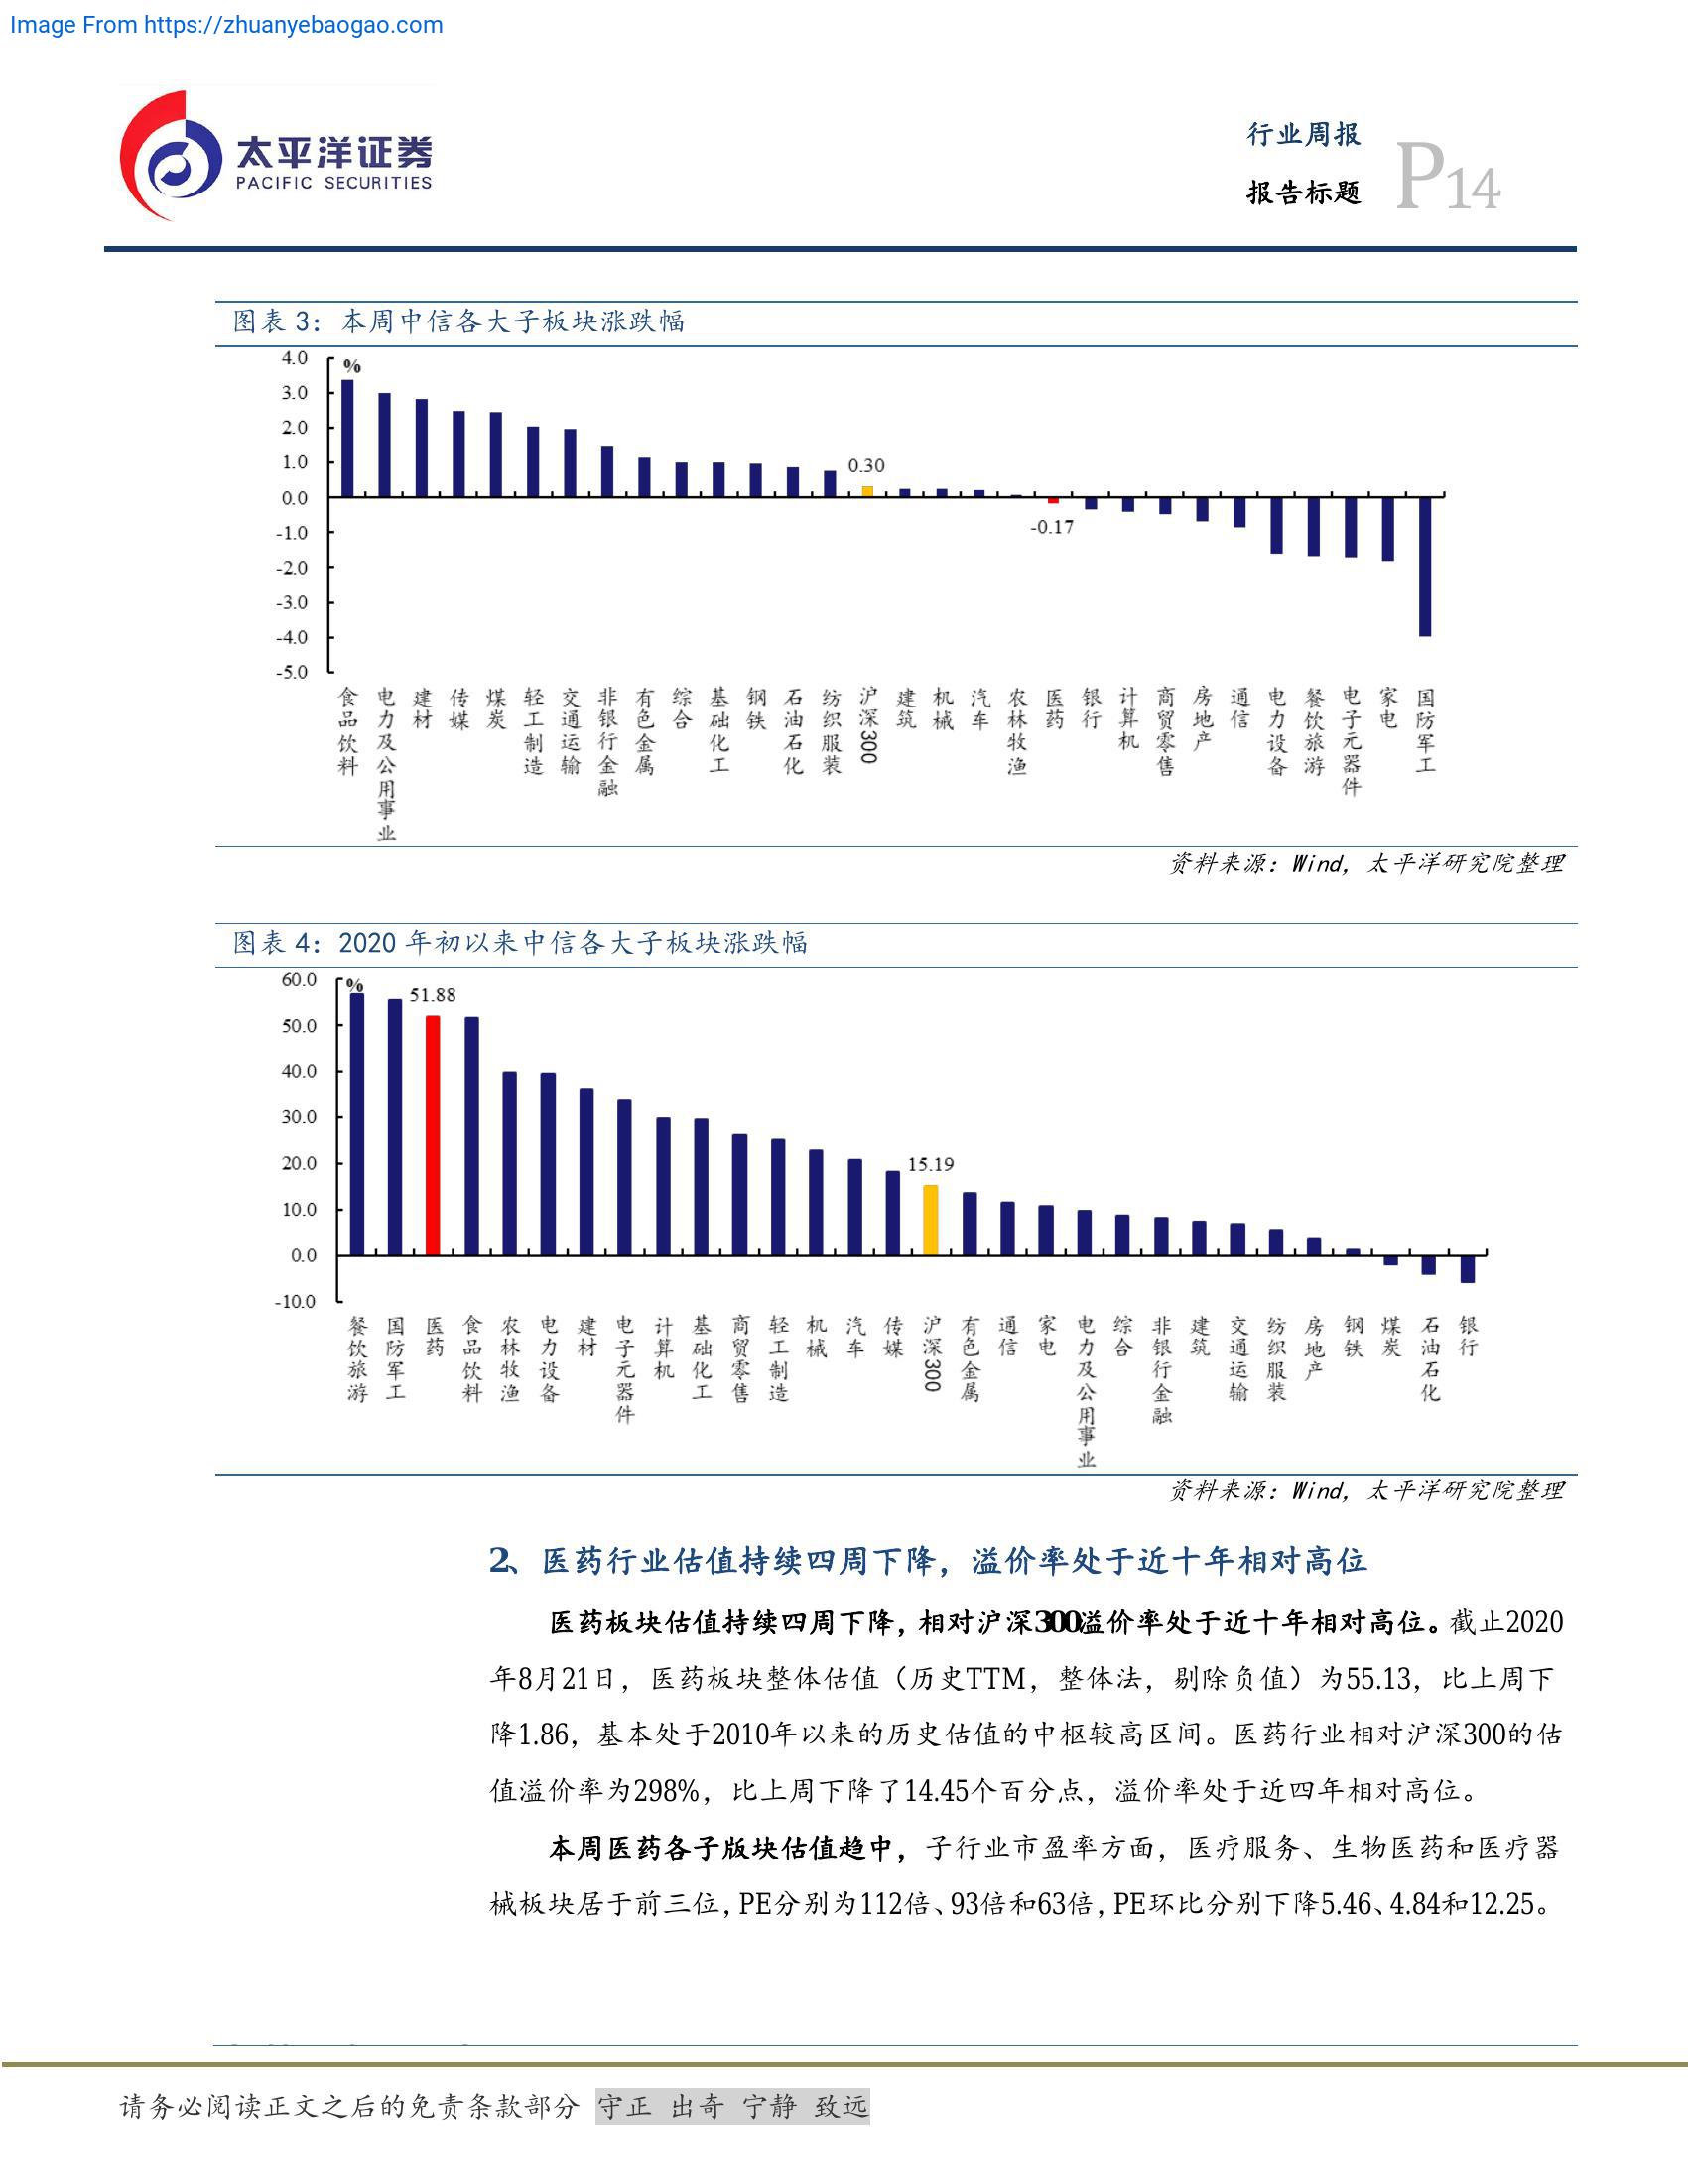 Image From https://zhuanyebaogao.com
太平洋证券
PACIFIC SECURITIES
行业周报
报告标题
P14
图表 3：本周中信各大子板块涨跌幅
%
4.0
3.0
2.0
1.0
0.0
-1.0
-2.0
-3.0
-4.0
-5.0
0.30
-0.17
食品饮料
电力及公用事业
建材
传媒
煤炭
轻工制造
交通运输
非银行金融
有色金属
综合
基础化工
钢铁
石油石化
纺织服装
沪深300
建筑
机械
汽车
农林牧渔
医药
银行
计算机
商贸零售
房地产
通信
电力设备
餐饮旅游
电子元器件
家电
国防军工
资料来源：Wind，太平洋研究院整理
图表 4：2020 年初以来中信各大子板块涨跌幅
%
60.0
50.0
40.0
30.0
20.0
10.0
0.0
-10.0
51.88
15.19
餐饮旅游
国防军工
医药
食品饮料
农林牧渔
电力设备
建材
电子元器件
计算机
基础化工
商贸零售
轻工制造
机械
汽车
传媒
沪深300
有色金属
通信
家电
电力及公用事业
综合
非银行金融
建筑
交通运输
纺织服装
房地产
钢铁
煤炭
石油石化
银行
资料来源：Wind，太平洋研究院整理
2、医药行业估值持续四周下降，溢价率处于近十年相对高位
医药板块估值持续四周下降，相对沪深300溢价率处于近十年相对高位。截止2020
年8月21日，医药板块整体估值（历史TTM，整体法，剔除负值）为55.13，比上周下
降1.86，基本处于2010年以来的历史估值的中枢较高区间。医药行业相对沪深300的估
值溢价率为298%，比上周下降了14.45个百分点，溢价率处于近四年相对高位。
本周医药各子版块估值趋中，子行业市盈率方面，医疗服务、生物医药和医疗器
械板块居于前三位，PE分别为112倍、93倍和63倍，PE环比分别下降5.46、4.84和12.25。
请务必阅读正文之后的免责条款部分 守正 出奇 宁静 致远